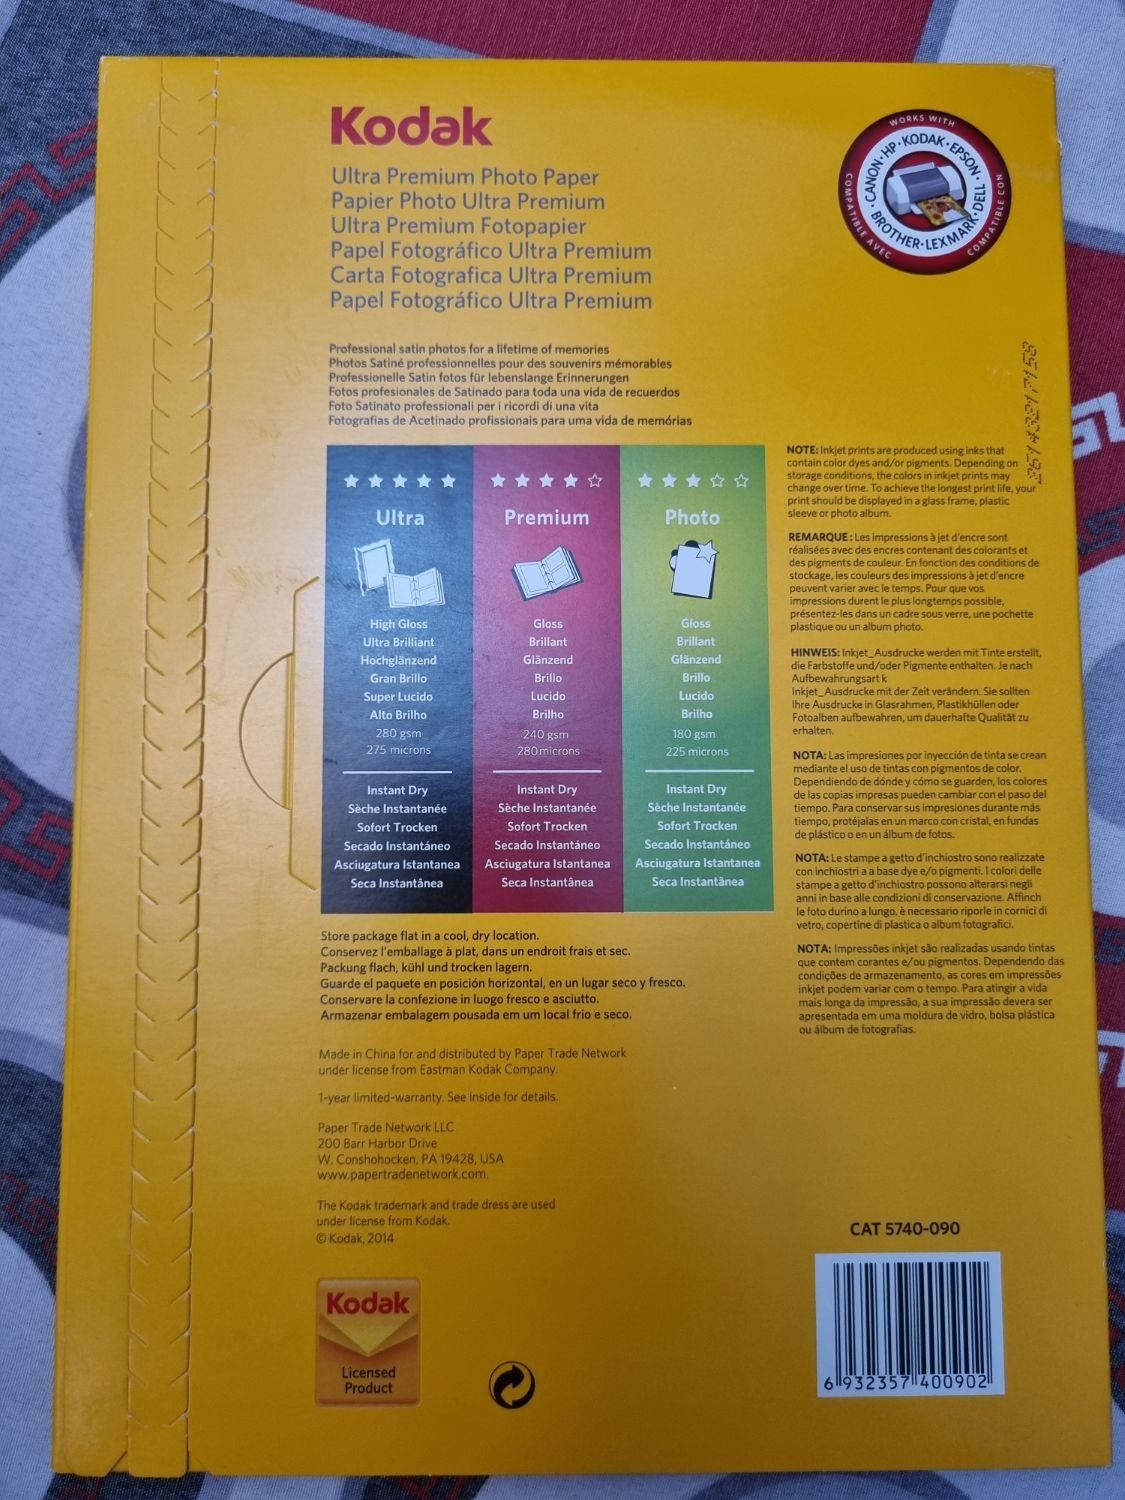 Kodak
Ultra Premium Photo Paper
Papier Photo Ultra Premium
Ultra Premium Fotopapier
Papel Fotográfico Ultra Premium
Carta Fotografica Ultra Premium
Papel Fotográfico Ultra Premium
WORKS WITH
COMPATIBLE AVEC
COMPATIBLE CON
CANON·HP·KODAK·EPSON·DELL
BROTHER·LEXMARK
Professional satin photos for a lifetime of memories
Photos Satiné professionnelles pour des souvenirs mémorables
Professionelle Satin fotos für lebenslange Erinnerungen
Fotos profesionales de Satinado para toda una vida de recuerdos
Foto Satinato professionali per i ricordi di una vita
Fotografias de Acetinado profissionais para uma vida de memórias
Ultra
High Gloss
Ultra Brilliant
Hochglänzend
Gran Brillo
Super Lucido
Alto Brilho
280 gsm
275 microns
Instant Dry
Sèche Instantanée
Sofort Trocken
Secado Instantáneo
Asciugatura Istantanea
Seca Instantânea
Premium
Gloss
Brillant
Glänzend
Brillo
Lucido
Brilho
240 gsm
280 microns
Instant Dry
Sèche Instantanée
Sofort Trocken
Secado Instantáneo
Asciugatura Istantanea
Seca Instantânea
Photo
Gloss
Brillant
Glänzend
Brillo
Lucido
Brilho
180 gsm
225 microns
Instant Dry
Sèche Instantanée
Sofort Trocken
Secado Instantáneo
Asciugatura Istantanea
Seca Instantânea
NOTE: Inkjet prints are produced using inks that
contain color dyes and/or pigments. Depending on
storage conditions, the colors in inkjet prints may
change over time. To achieve the longest print life, your
print should be displayed in a glass frame, plastic
sleeve or photo album.
REMARQUE : Les impressions à jet d'encre sont
réalisées avec des encres contenant des colorants et
des pigments de couleur. En fonction des conditions de
stockage, les couleurs des impressions à jet d'encre
peuvent varier avec le temps. Pour que vos
impressions durent le plus longtemps possible,
présentez-les dans un cadre sous verre, une pochette
plastique ou un album photo.
HINWEIS: Inkjet_Ausdrucke werden mit Tinte erstellt,
die Farbstoffe und/oder Pigmente enthalten. Je nach
Aufbewahrungsart k
Inkjet_Ausdrucke mit der Zeit verändern. Sie sollten
Ihre Ausdrucke in Glasrahmen, Plastikhüllen oder
Fotoalben aufbewahren, um dauerhafte Qualität zu
erhalten.
NOTA: Las impresiones por inyección de tinta se crean
mediante el uso de tintas con pigmentos de color.
Dependiendo de dónde y cómo se guarden, los colores
de las copias impresas pueden cambiar con el paso del
tiempo. Para conservar sus impresiones durante más
tiempo, protéjalas en un marco con cristal, en fundas
de plástico o en un álbum de fotos.
NOTA: Le stampe a getto d'inchiostro sono realizzate
con inchiostri a a base dye e/o pigmenti. I colori delle
stampe a getto d'inchiostro possono alterarsi negli
anni in base alle condizioni di conservazione. Affinch
le foto durino a lungo, è necessario riporle in cornici di
vetro, copertine di plastica o album fotografici.
NOTA: Impressões inkjet são realizadas usando tintas
que contem corantes e/ou pigmentos. Dependendo das
condições de armazenamento, as cores em impressões
inkjet podem variar com o tempo. Para atingir a vida
mais longa da impressão, a sua impressão devera ser
apresentada em uma moldura de vidro, bolsa plástica
ou álbum de fotografias.
Store package flat in a cool, dry location.
Conservez l'emballage à plat, dans un endroit frais et sec.
Packung flach, kühl und trocken lagern.
Guarde el paquete en posición horizontal, en un lugar seco y fresco.
Conservare la confezione in luogo fresco e asciutto.
Armazenar embalagem pousada em um local frio e seco.
Made in China for and distributed by Paper Trade Network
under license from Eastman Kodak Company.
1-year limited-warranty. See inside for details.
Paper Trade Network LLC
200 Barr Harbor Drive
W. Conshohocken, PA 19428, USA
www.papertradenetwork.com.
The Kodak trademark and trade dress are used
under license from Kodak.
© Kodak, 2014
Kodak
Licensed
Product
CAT 5740-090
6 932357 400902